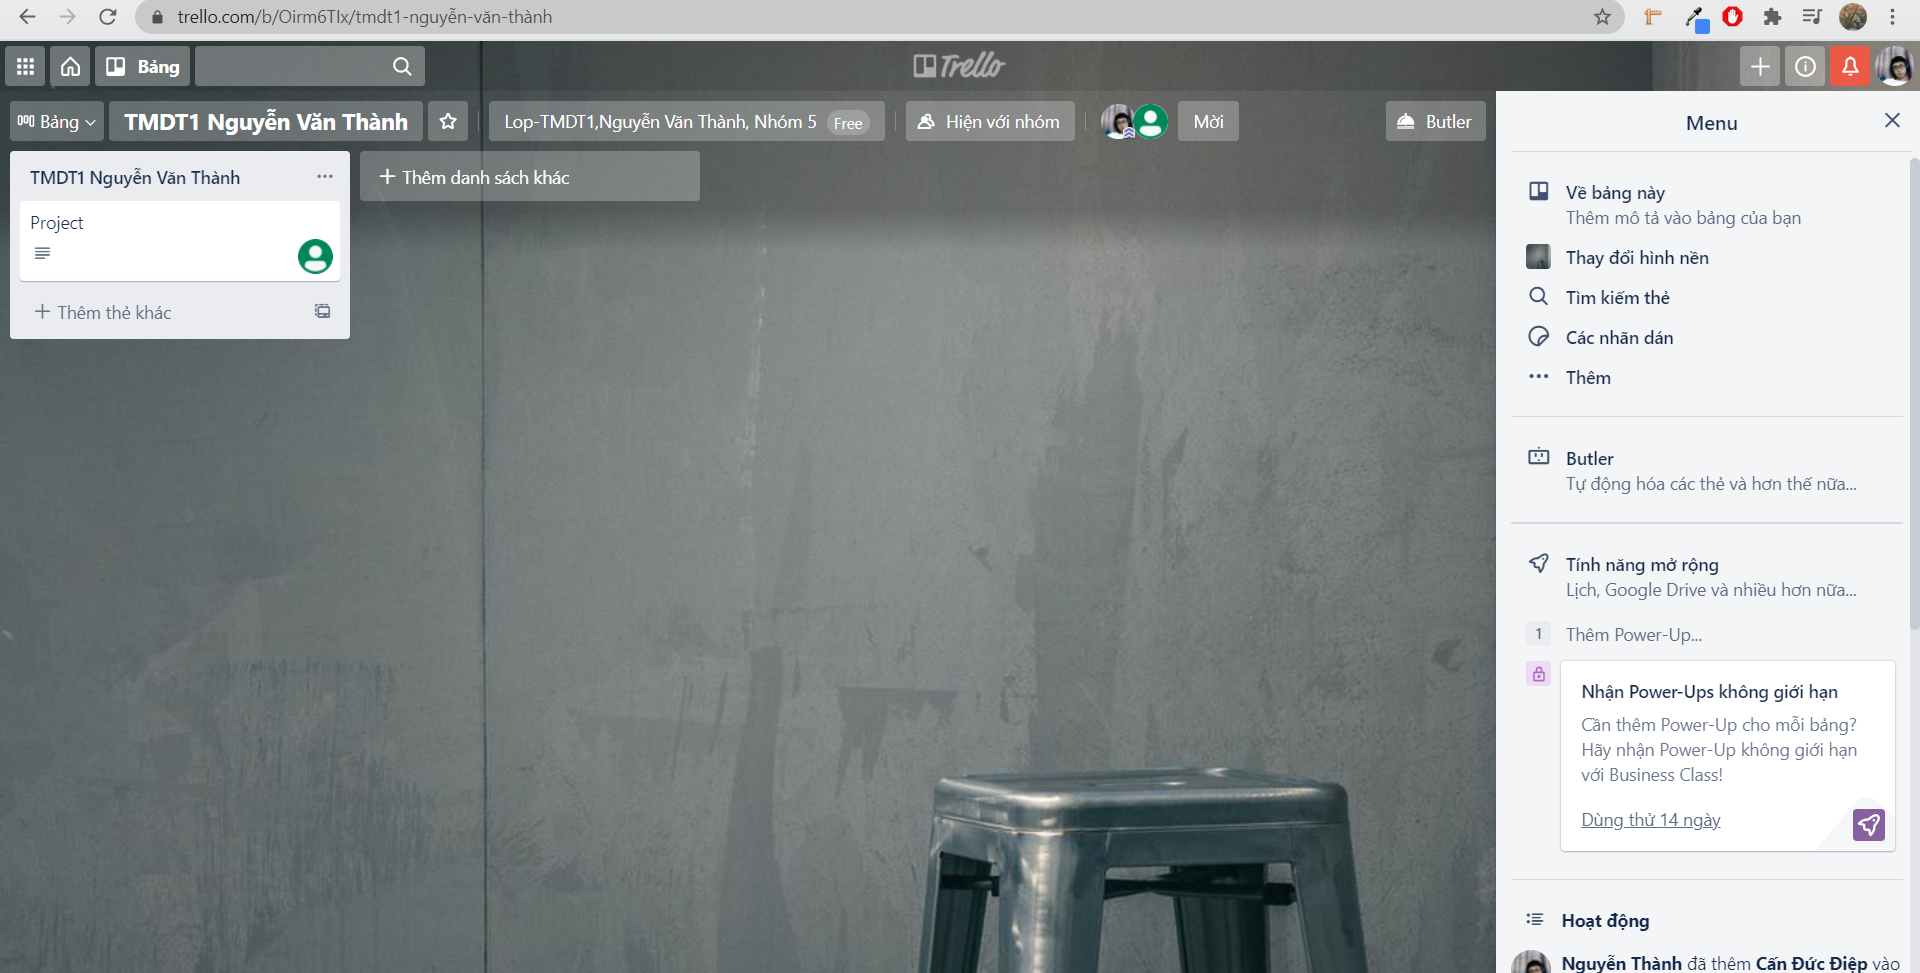 trello.com/b/Oirm6TIx/tmdt1-nguyễn-văn-thành
Bảng
Trello
Bảng
TMDT1 Nguyễn Văn Thành
Lop-TMDT1,Nguyễn Văn Thành, Nhóm 5 Free
Hiện với nhóm
Mời
Butler
TMDT1 Nguyễn Văn Thành
Project
+ Thêm thẻ khác
+ Thêm danh sách khác
Menu
Về bảng này
Thêm mô tả vào bảng của bạn
Thay đổi hình nền
Tìm kiếm thẻ
Các nhãn dán
Thêm
Butler
Tự động hóa các thẻ và hơn thế nữa...
Tính năng mở rộng
Lịch, Google Drive và nhiều hơn nữa...
1 Thêm Power-Up...
Nhận Power-Ups không giới hạn
Cần thêm Power-Up cho mỗi bảng?
Hãy nhận Power-Up không giới hạn
với Business Class!
Dùng thử 14 ngày
Hoạt động
Nguyễn Thành đã thêm Cấn Đức Điệp vào